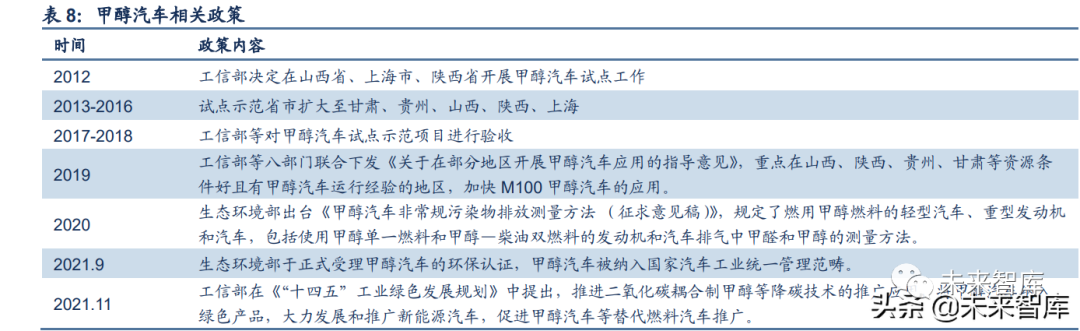 表 8：甲醇汽车相关政策
时间 政策内容
2012 工信部决定在山西省、上海市、陕西省开展甲醇汽车试点工作
2013-2016 试点示范省市扩大至甘肃、贵州、山西、陕西、上海
2017-2018 工信部等对甲醇汽车试点示范项目进行验收
2019 工信部等八部门联合下发《关于在部分地区开展甲醇汽车应用的指导意见》，重点在山西、陕西、贵州、甘肃等资源条
件好且有甲醇汽车运行经验的地区，加快 M100 甲醇汽车的应用。
2020 生态环境部出台《甲醇汽车非常规污染物排放测量方法（征求意见稿）》，规定了燃用甲醇燃料的轻型汽车、重型发动机
和汽车，包括使用甲醇单一燃料和甲醇—柴油双燃料的发动机和汽车排气中甲醛和甲醇的测量方法。
2021.9 生态环境部于正式受理甲醇汽车的环保认证，甲醇汽车被纳入国家汽车工业统一管理范畴。
2021.11 工信部在《“十四五”工业绿色发展规划》中提出，推进二氧化碳耦合制甲醇等降碳技术的推广应
绿色产品，大力发展和推广新能源汽车，促进甲醇汽车等替代燃料汽车推广。
未来智库
头条@未来智库